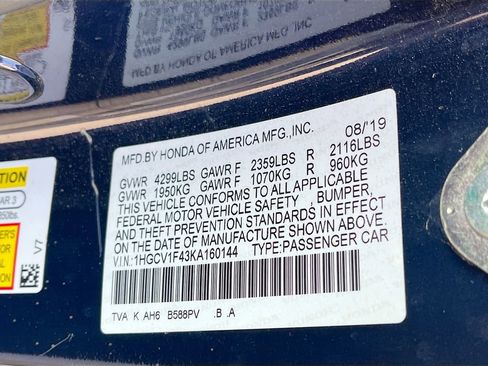 MFD.BY HONDA OF AMERICA MFG.,INC. 08/'19
GVWR 4299LBS GAWR F 2359LBS R 2116LBS
GVWR 1950KG GAWR F 1070KG R 960KG
THIS VEHICLE CONFORMS TO ALL APPLICABLE
FEDERAL MOTOR VEHICLE SAFETY , BUMPER,
AND THEFT PREVENTION STANDARDS IN EFFECT
ON THE DATE OF MANUFACTURE SHOWN ABOVE.
V.I.N.: 1HGCV1F43KA160144 TYPE:PASSENGER CAR
TVA K AH6 B588PV .B .A
V7